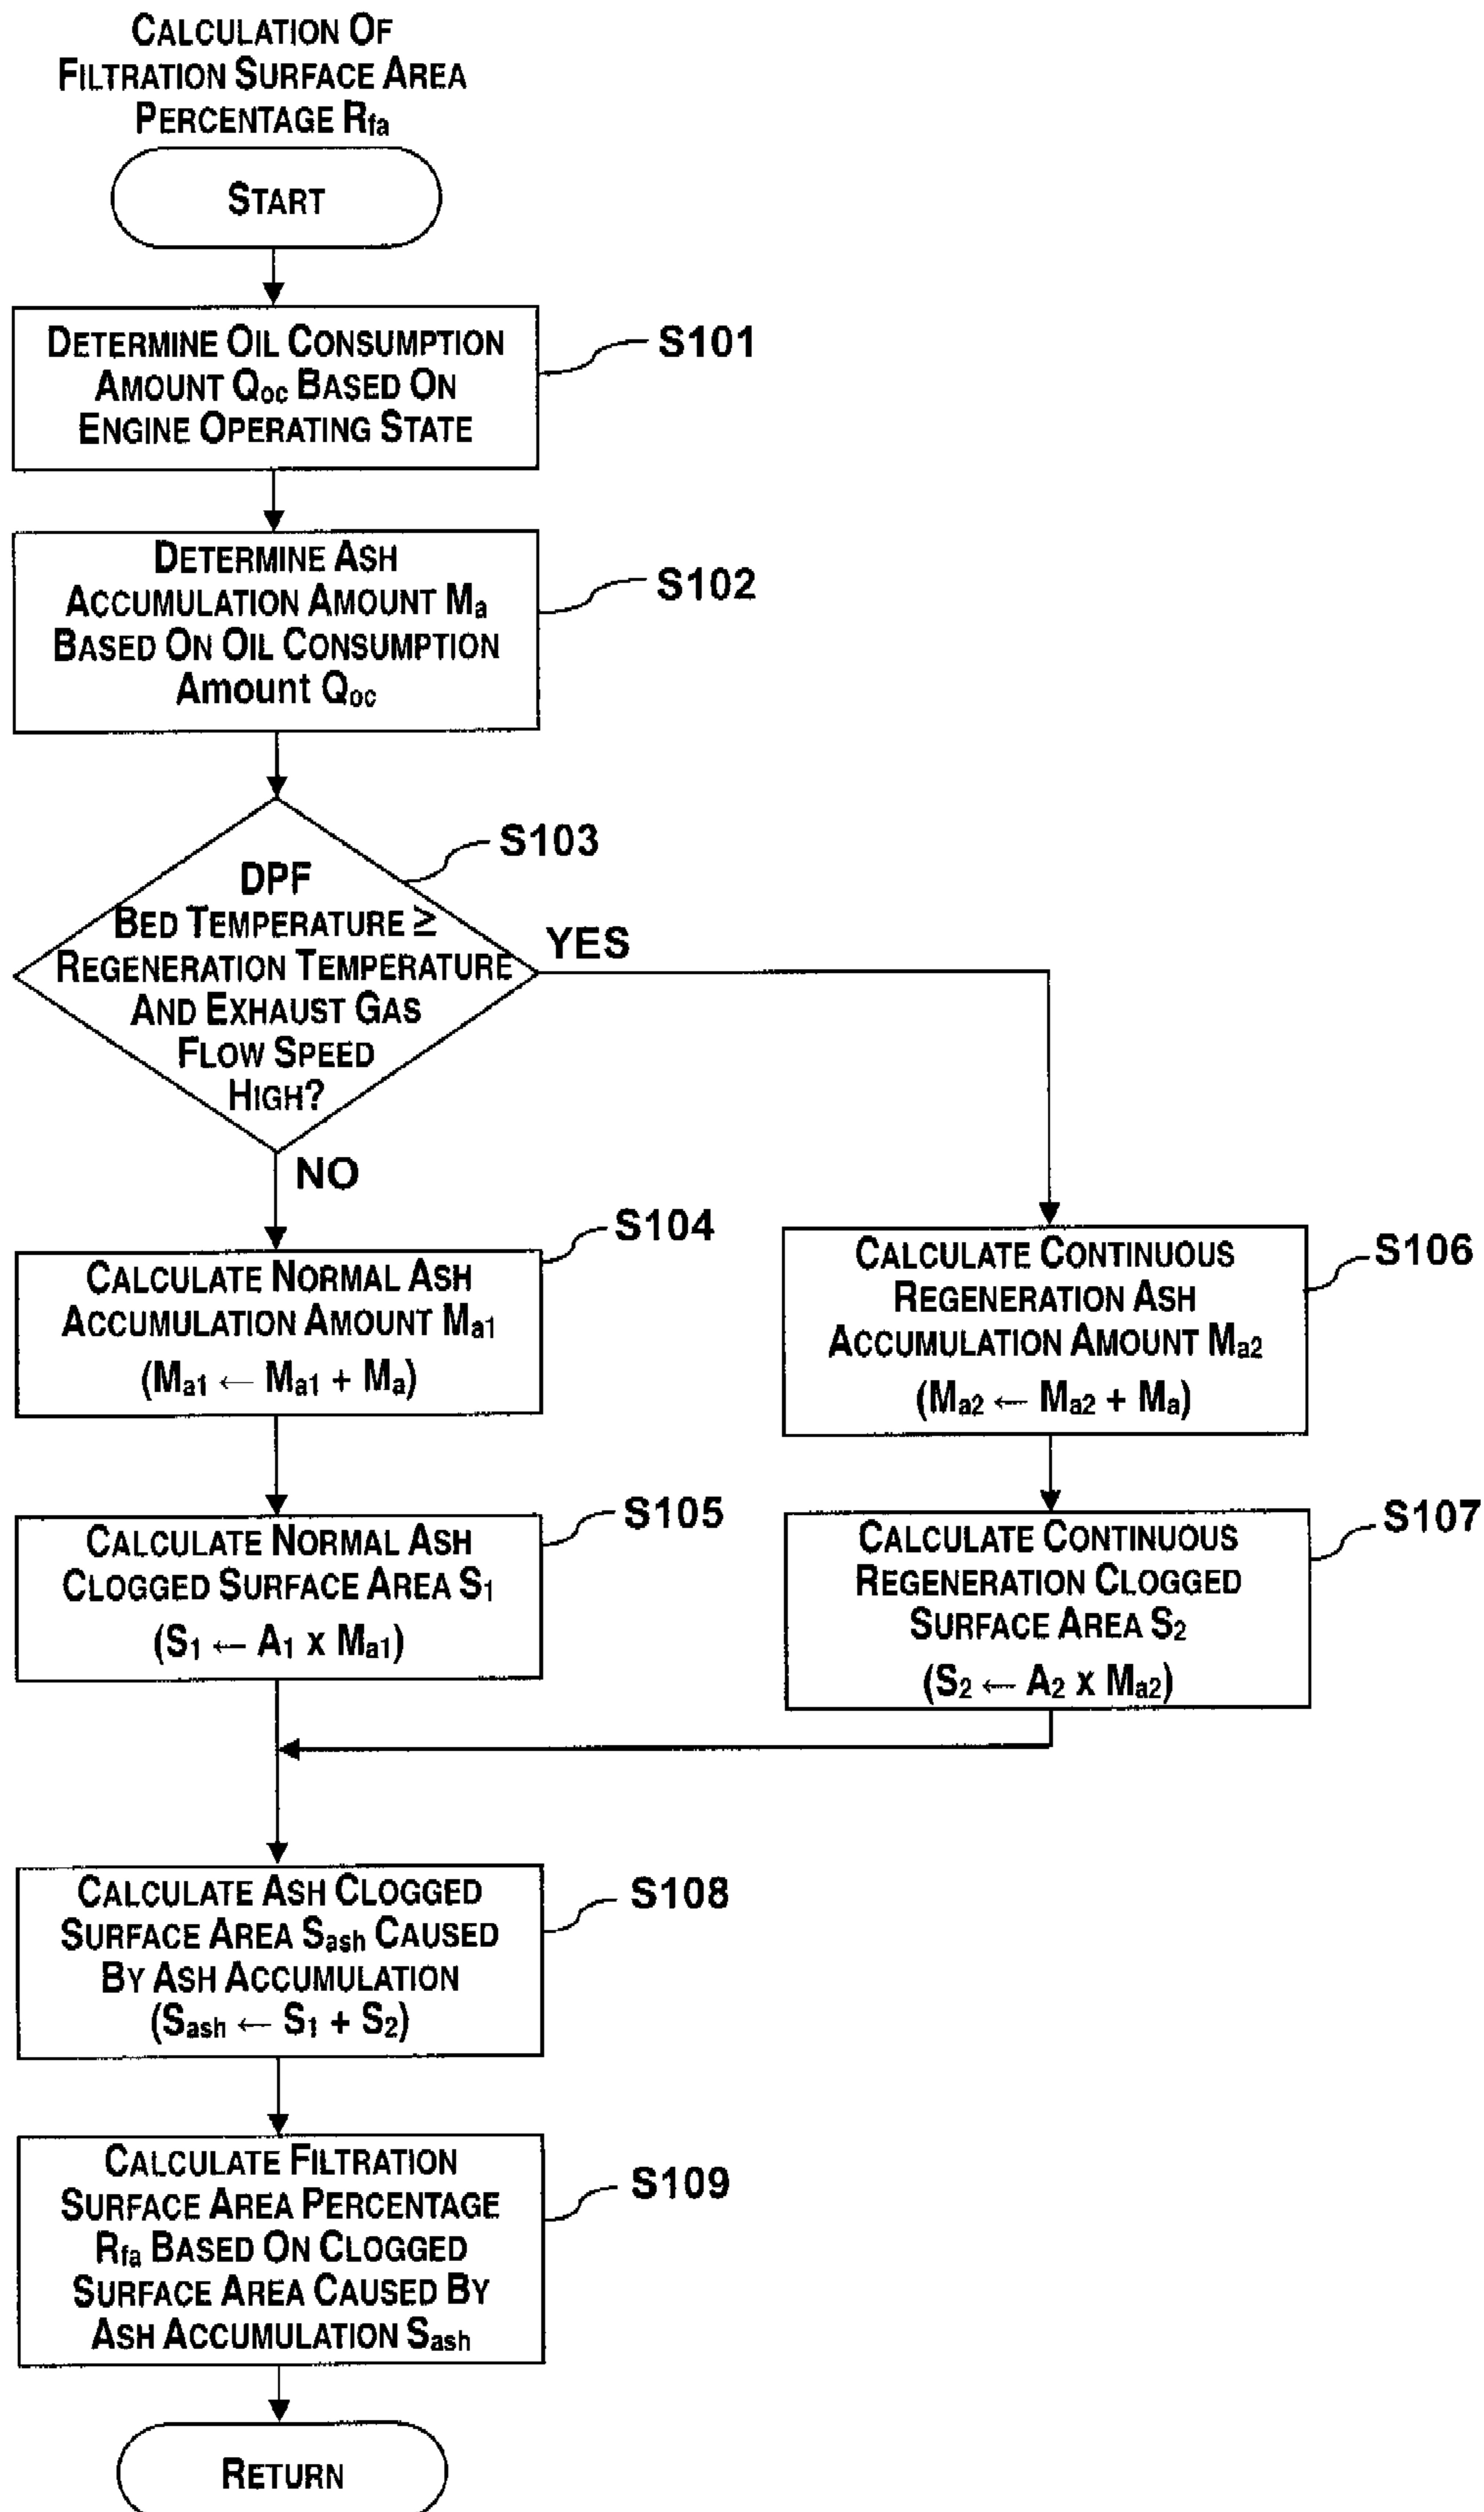 CALCULATION OF
FILTRATION SURFACE AREA
PERCENTAGE Rfa
START
DETERMINE OIL CONSUMPTION
AMOUNT Qoc BASED ON
ENGINE OPERATING STATE
S101
DETERMINE ASH
ACCUMULATION AMOUNT Ma
BASED ON OIL CONSUMPTION
Amount Qoc
S102
DPF
BED TEMPERATURE ≥
REGENERATION TEMPERATURE
AND EXHAUST GAS
FLOW SPEED
HIGH?
S103
YES
NO
CALCULATE NORMAL ASH
ACCUMULATION AMOUNT Ma1
(Ma1 ← Ma1 + Ma)
S104
CALCULATE CONTINUOUS
REGENERATION ASH
ACCUMULATION AMOUNT Ma2
(Ma2 ← Ma2 + Ma)
S106
CALCULATE NORMAL ASH
CLOGGED SURFACE AREA S1
(S1 ← A1 x Ma1)
S105
CALCULATE CONTINUOUS
REGENERATION CLOGGED
SURFACE AREA S2
(S2 ← A2 x Ma2)
S107
CALCULATE ASH CLOGGED
SURFACE AREA Sash CAUSED
BY ASH ACCUMULATION
(Sash ← S1 + S2)
S108
CALCULATE FILTRATION
SURFACE AREA PERCENTAGE
Rfa BASED ON CLOGGED
SURFACE AREA CAUSED BY
ASH ACCUMULATION Sash
S109
RETURN